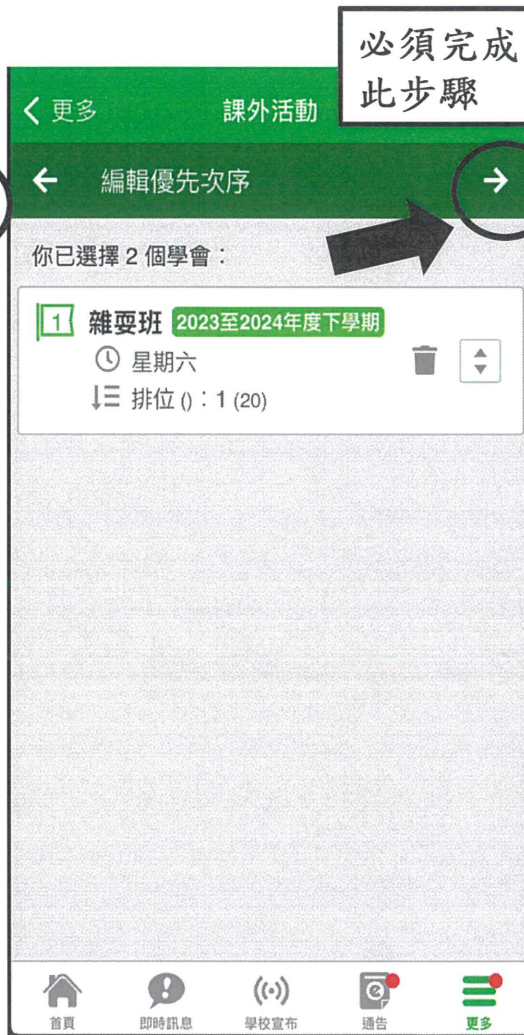 必須完成
此步驟
更多
課外活動
編輯優先次序
你已選擇 2 個學會：
1 雜耍班 2023至2024年度下學期
星期六
排位 ()：1 (20)
首頁 即時訊息 學校宣布 通告 更多